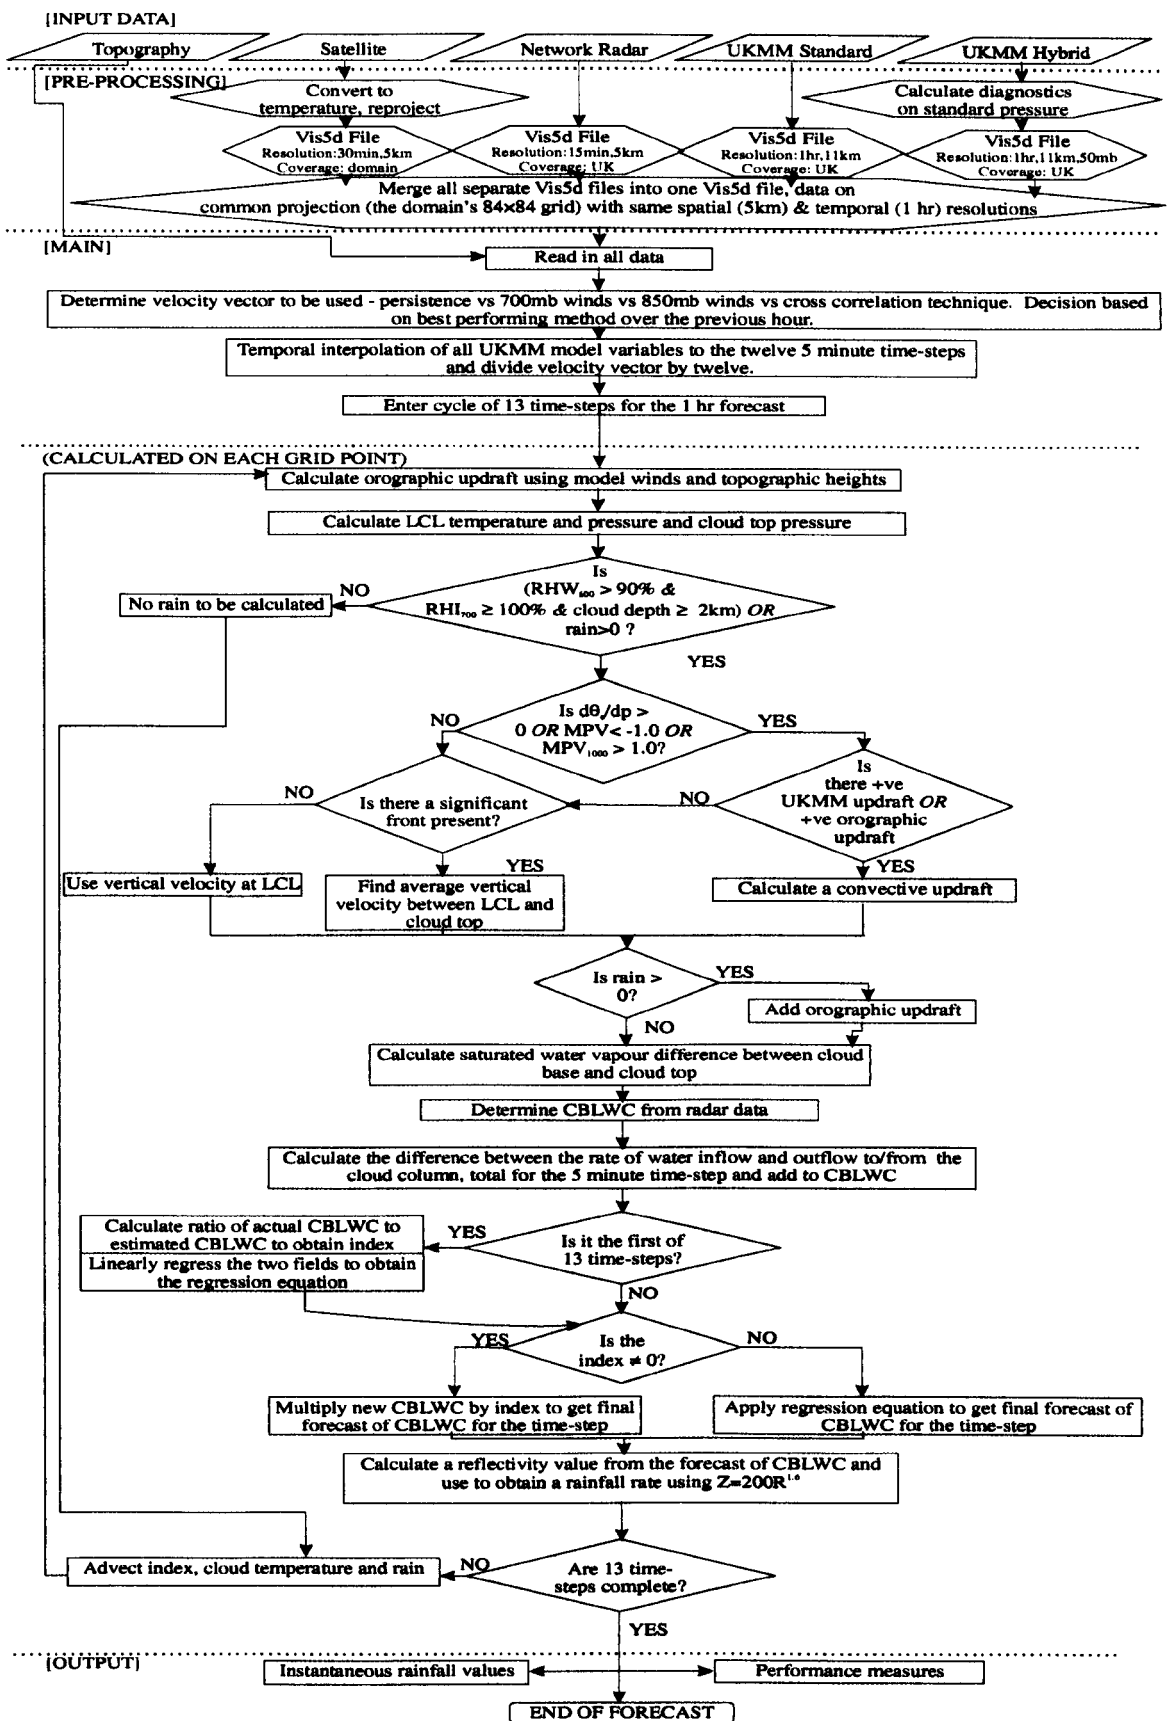 [INPUT DATA]
Topography
Satellite
Network Radar
UKMM Standard
UKMM Hybrid
[PRE-PROCESSING]
Convert to
temperature, reproject
Calculate diagnostics
on standard pressure
Vis5d File
Resolution:30min,5km
Coverage: domain
Vis5d File
Resolution:15min,5km
Coverage: UK
Vis5d File
Resolution:1hr,11km
Coverage: UK
Vis5d File
Resolution:1hr,11km,50mb
Coverage: UK
Merge all separate Vis5d files into one Vis5d file, data on
common projection (the domain's 84×84 grid) with same spatial (5km) & temporal (1 hr) resolutions
[MAIN]
Read in all data
Determine velocity vector to be used - persistence vs 700mb winds vs 850mb winds vs cross correlation technique. Decision based
on best performing method over the previous hour.
Temporal interpolation of all UKMM model variables to the twelve 5 minute time-steps
and divide velocity vector by twelve.
Enter cycle of 13 time-steps for the 1 hr forecast
(CALCULATED ON EACH GRID POINT)
Calculate orographic updraft using model winds and topographic heights
Calculate LCL temperature and pressure and cloud top pressure
Is
(RHW > 90% &
RHI₇₀₀ ≥ 100% & cloud depth ≥ 2km) OR
rain>0 ?
NO
No rain to be calculated
YES
Is dθ/dp >
0 OR MPV< -1.0 OR
MPV₁₀₀₀ > 1.0?
NO
YES
Is
there +ve
UKMM updraft OR
+ve orographic
updraft
NO
Is there a significant
front present?
NO
YES
YES
Use vertical velocity at LCL
Find average vertical
velocity between LCL and
cloud top
Calculate a convective updraft
Is rain >
0?
YES
Add orographic updraft
NO
Calculate saturated water vapour difference between cloud
base and cloud top
Determine CBLWC from radar data
Calculate the difference between the rate of water inflow and outflow to/from the
cloud column, total for the 5 minute time-step and add to CBLWC
Is it the first of
13 time-steps?
YES
Calculate ratio of actual CBLWC to
estimated CBLWC to obtain index
Linearly regress the two fields to obtain
the regression equation
NO
Is the
index ≠ 0?
YES
NO
Multiply new CBLWC by index to get final
forecast of CBLWC for the time-step
Apply regression equation to get final forecast of
CBLWC for the time-step
Calculate a reflectivity value from the forecast of CBLWC and
use to obtain a rainfall rate using Z=200R¹·⁶
Are 13 time-
steps complete?
NO
Advect index, cloud temperature and rain
YES
[OUTPUT]
Instantaneous rainfall values
Performance measures
END OF FORECAST